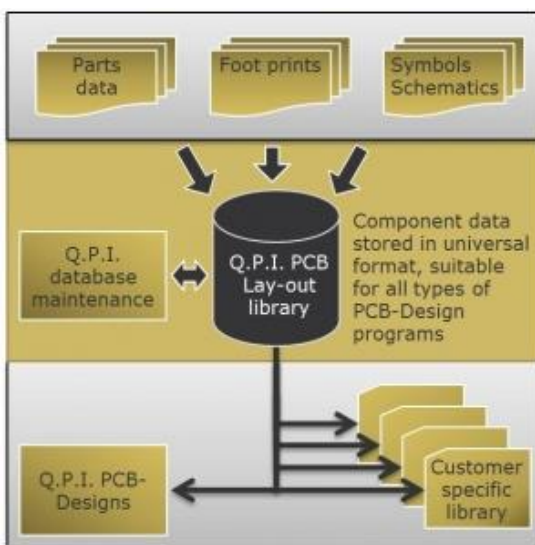 Parts
data
Foot prints
Symbols
Schematics
Q.P.I.
database
maintenance
Q.P.I. PCB
Lay-out
library
Component data
stored in universal
format, suitable
for all types of
PCB-Design
programs
Q.P.I. PCB-
Designs
Customer
specific
library